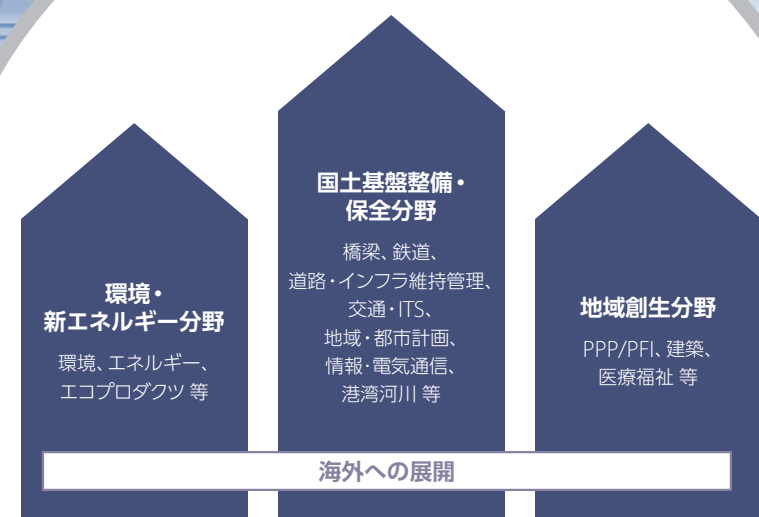 環境・
新エネルギー分野
環境、エネルギー、
エコプロダクツ 等
国土基盤整備・
保全分野
橋梁、鉄道、
道路・インフラ維持管理、
交通・ITS、
地域・都市計画、
情報・電気通信、
港湾河川 等
地域創生分野
PPP/PFI、建築、
医療福祉 等
海外への展開